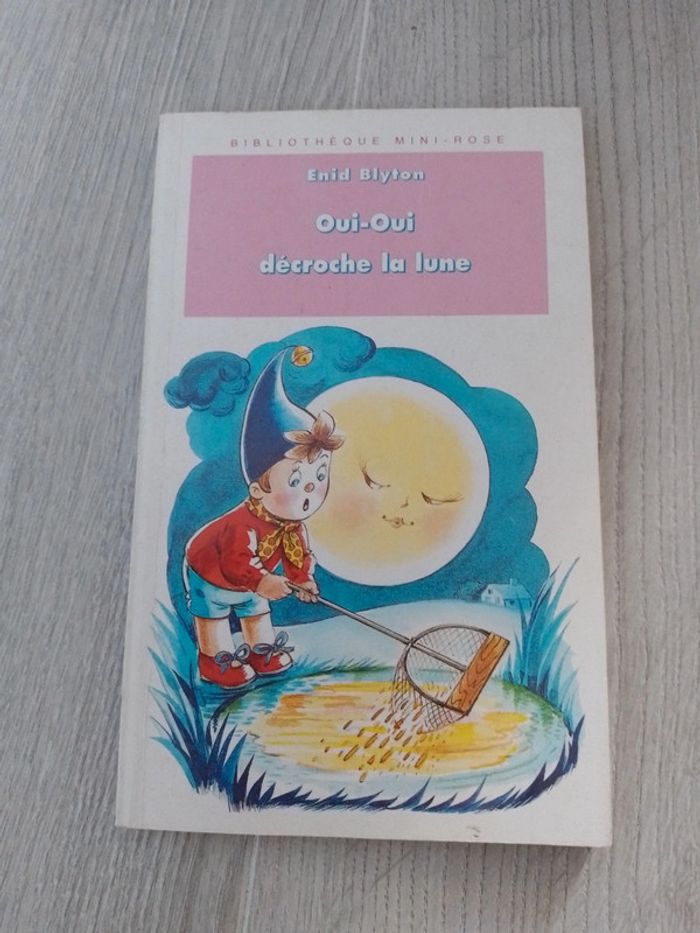 BIBLIOTHÈQUE MINI-ROSE
Enid Blyton
Oui-Oui
décroche la lune